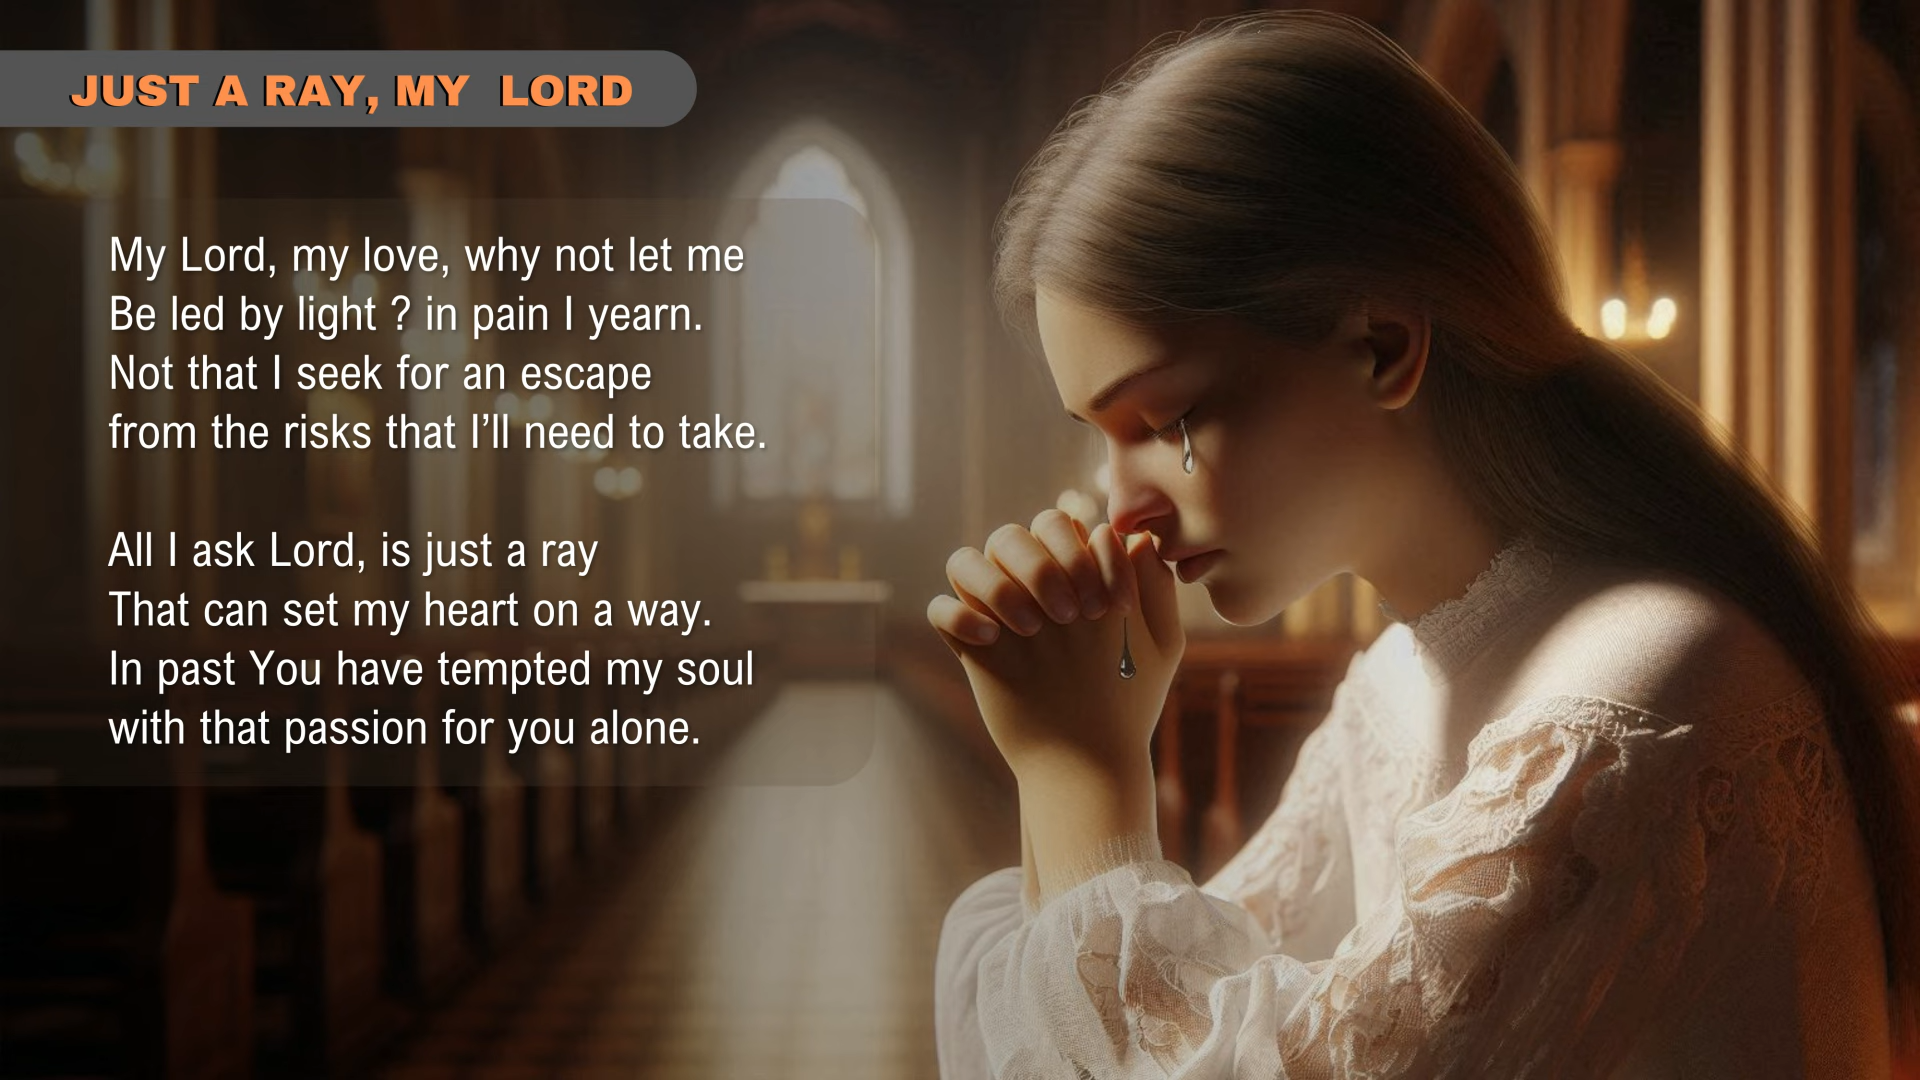 JUST A RAY, MY LORD
My Lord, my love, why not let me
Be led by light ? in pain I yearn.
Not that I seek for an escape
from the risks that I’ll need to take.
All I ask Lord, is just a ray
That can set my heart on a way.
In past You have tempted my soul
with that passion for you alone.